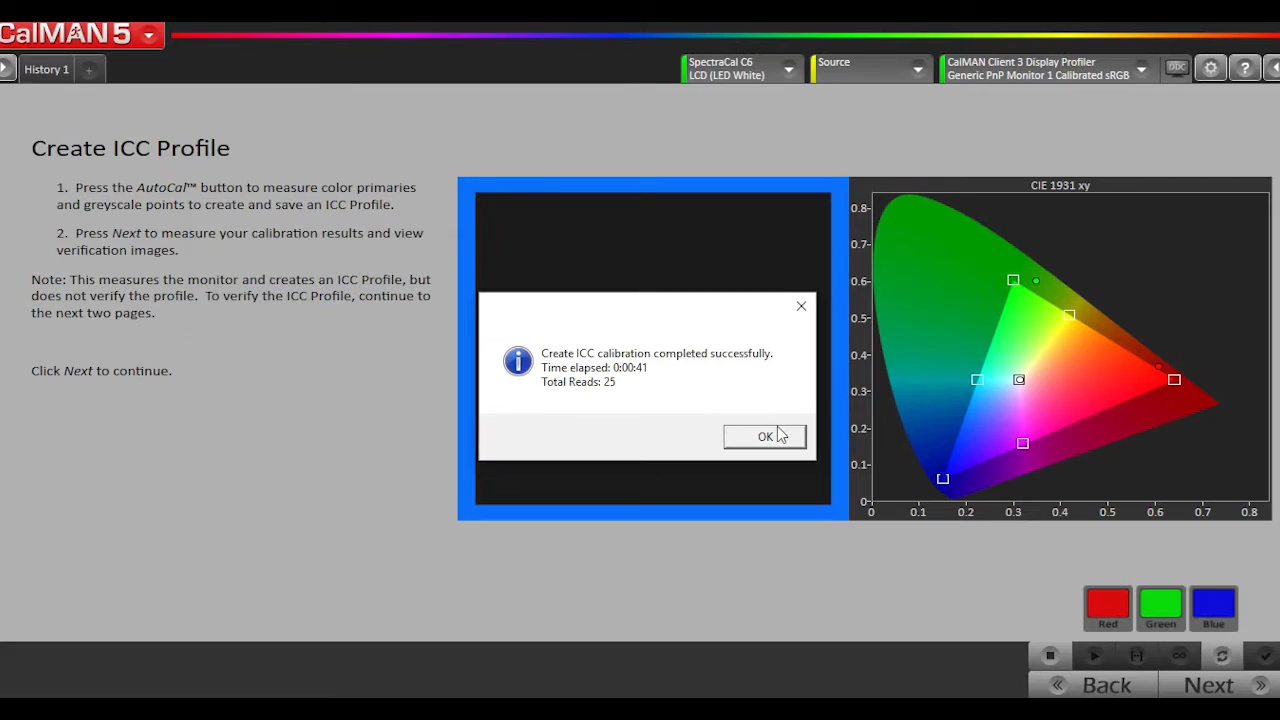 CalMAN 5
History 1
+
SpectraCal C6
LCD (LED White)
Source
CalMAN Client 3 Display Profiler
Generic PnP Monitor 1 Calibrated sRGB
DDC
?
Create ICC Profile
1. Press the AutoCal™ button to measure color primaries
and greyscale points to create and save an ICC Profile.
2. Press Next to measure your calibration results and view
verification images.
Note: This measures the monitor and creates an ICC Profile, but
does not verify the profile. To verify the ICC Profile, continue to
the next two pages.
Click Next to continue.
Create ICC calibration completed successfully.
Time elapsed: 0:00:41
Total Reads: 25
OK
CIE 1931 xy
0.8
0.7
0.6
0.5
0.4
0.3
0.2
0.1
0
0 0.1 0.2 0.3 0.4 0.5 0.6 0.7 0.8
Red Green Blue
« Back Next »